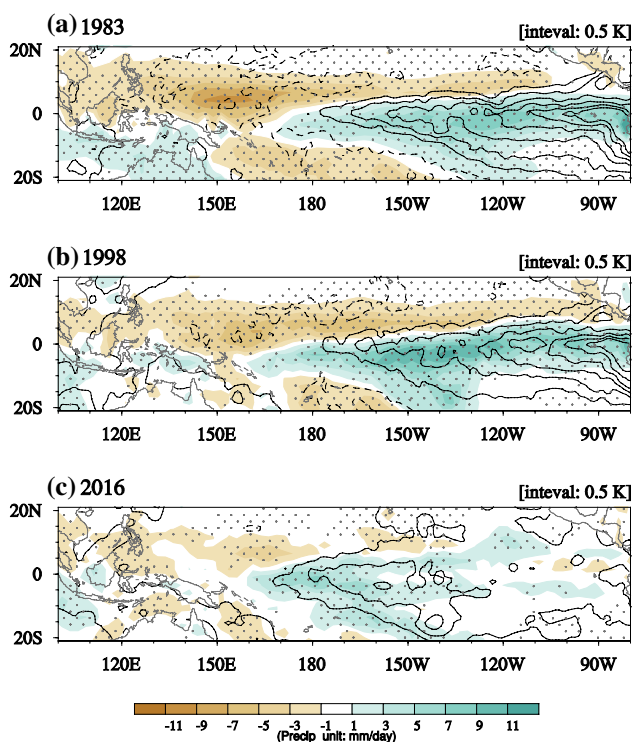 (a) 1983 [inteval: 0.5 K]
20N
0
20S
120E 150E 180 150W 120W 90W
(b) 1998 [inteval: 0.5 K]
20N
0
20S
120E 150E 180 150W 120W 90W
(c) 2016 [inteval: 0.5 K]
20N
0
20S
120E 150E 180 150W 120W 90W
-11 -9 -7 -5 -3 -1 1 3 5 7 9 11
(Precip unit: mm/day)